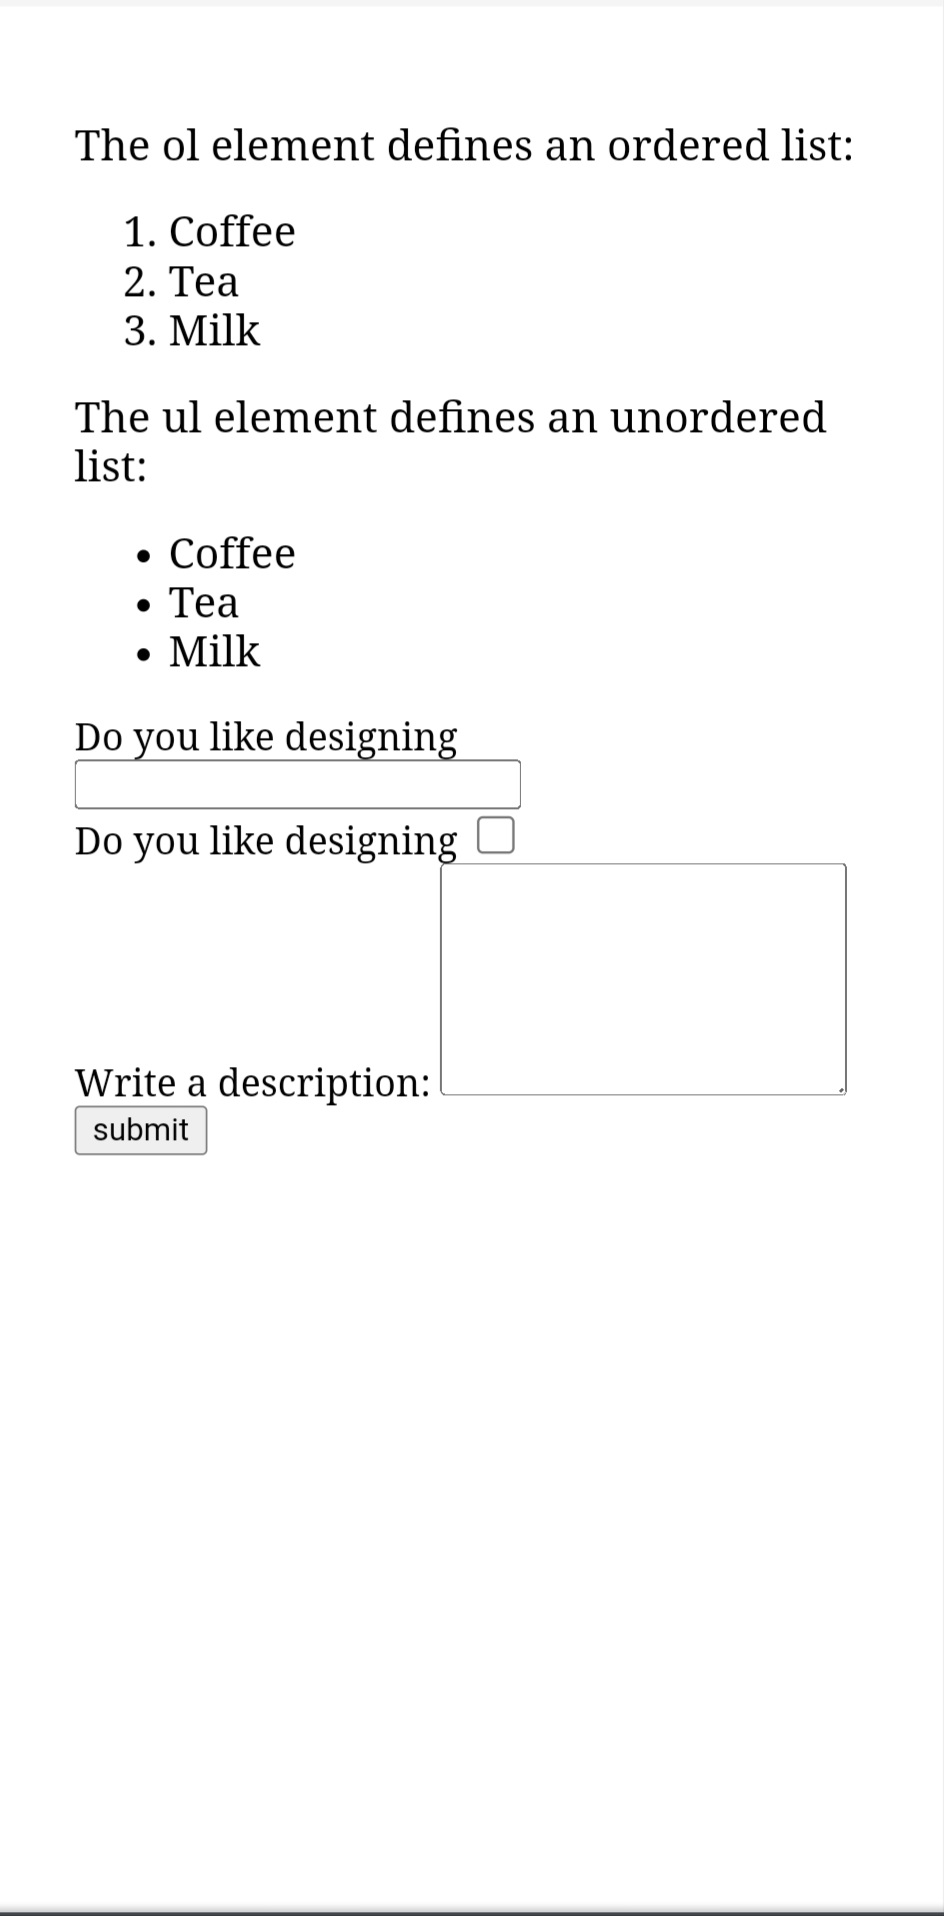 The ol element defines an ordered list:
1. Coffee
2. Tea
3. Milk
The ul element defines an unordered
list:
• Coffee
• Tea
• Milk
Do you like designing
Do you like designing
Write a description:
submit